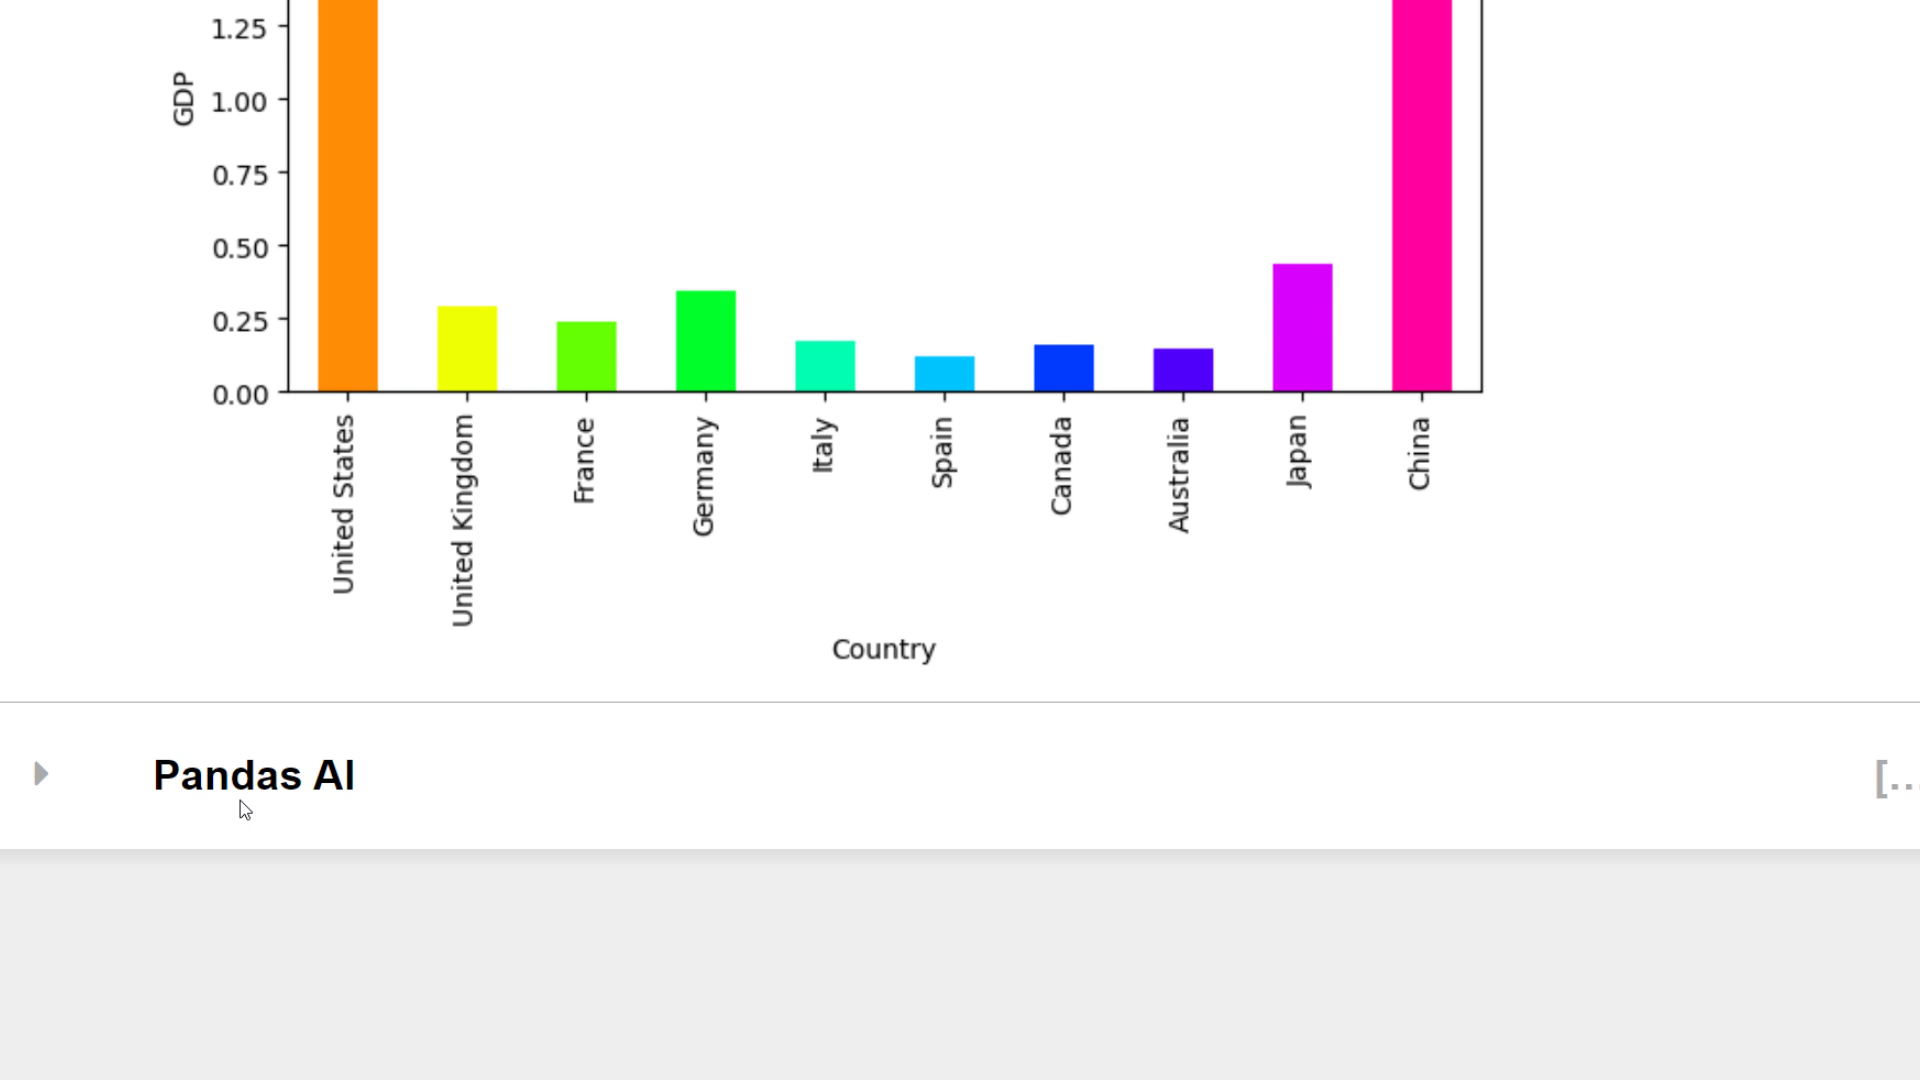 1.25
1.00
0.75
0.50
0.25
0.00
GDP
United States
United Kingdom
France
Germany
Italy
Spain
Canada
Australia
Japan
China
Country
Pandas AI
[...